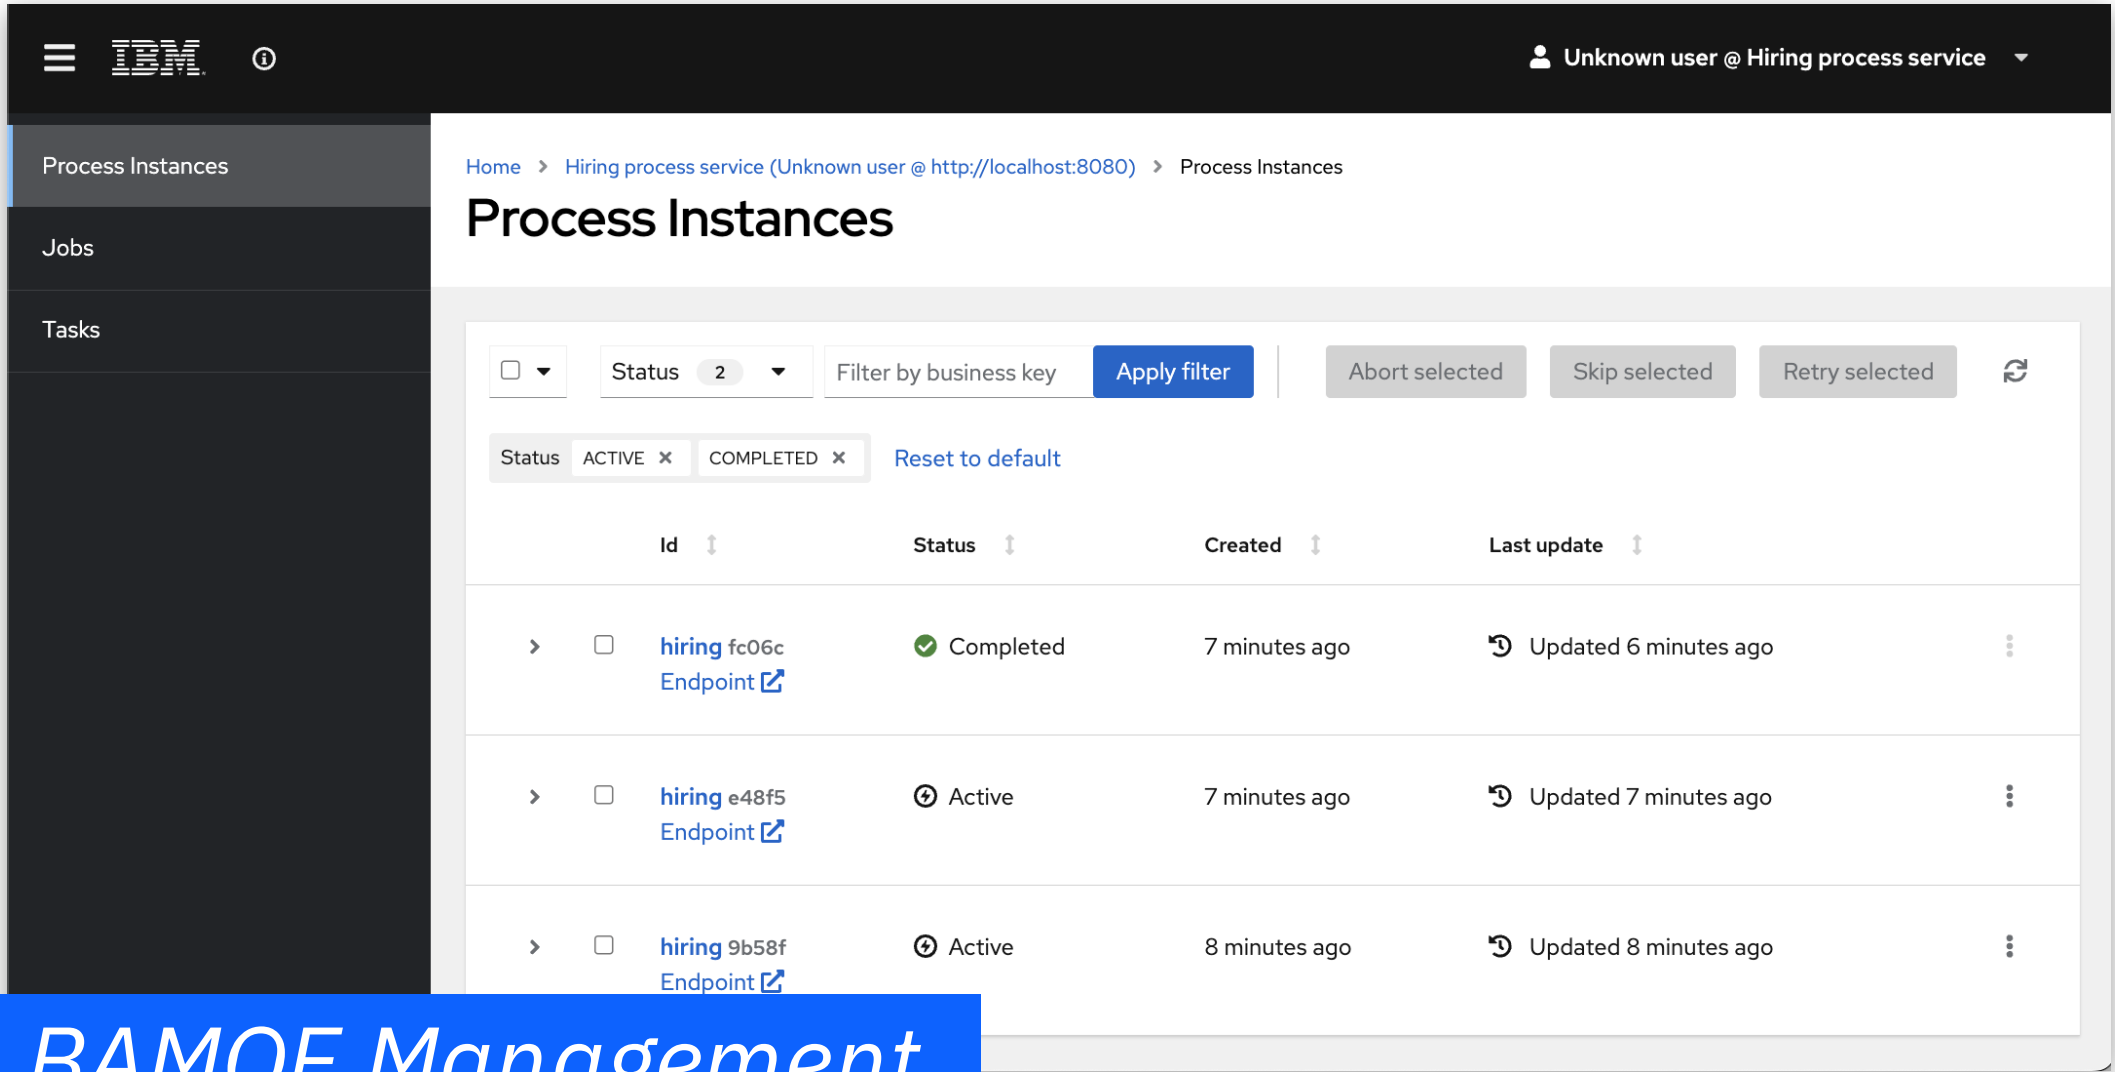 IBM
Unknown user @ Hiring process service
Process Instances
Jobs
Tasks
Home > Hiring process service (Unknown user @ http://localhost:8080) > Process Instances
Process Instances
Status 2 Filter by business key Apply filter Abort selected Skip selected Retry selected
Status ACTIVE COMPLETED Reset to default
Id Status Created Last update
hiring fc06c Completed 7 minutes ago Updated 6 minutes ago
Endpoint
hiring e48f5 Active 7 minutes ago Updated 7 minutes ago
Endpoint
hiring 9b58f Active 8 minutes ago Updated 8 minutes ago
Endpoint
BAMOE Management